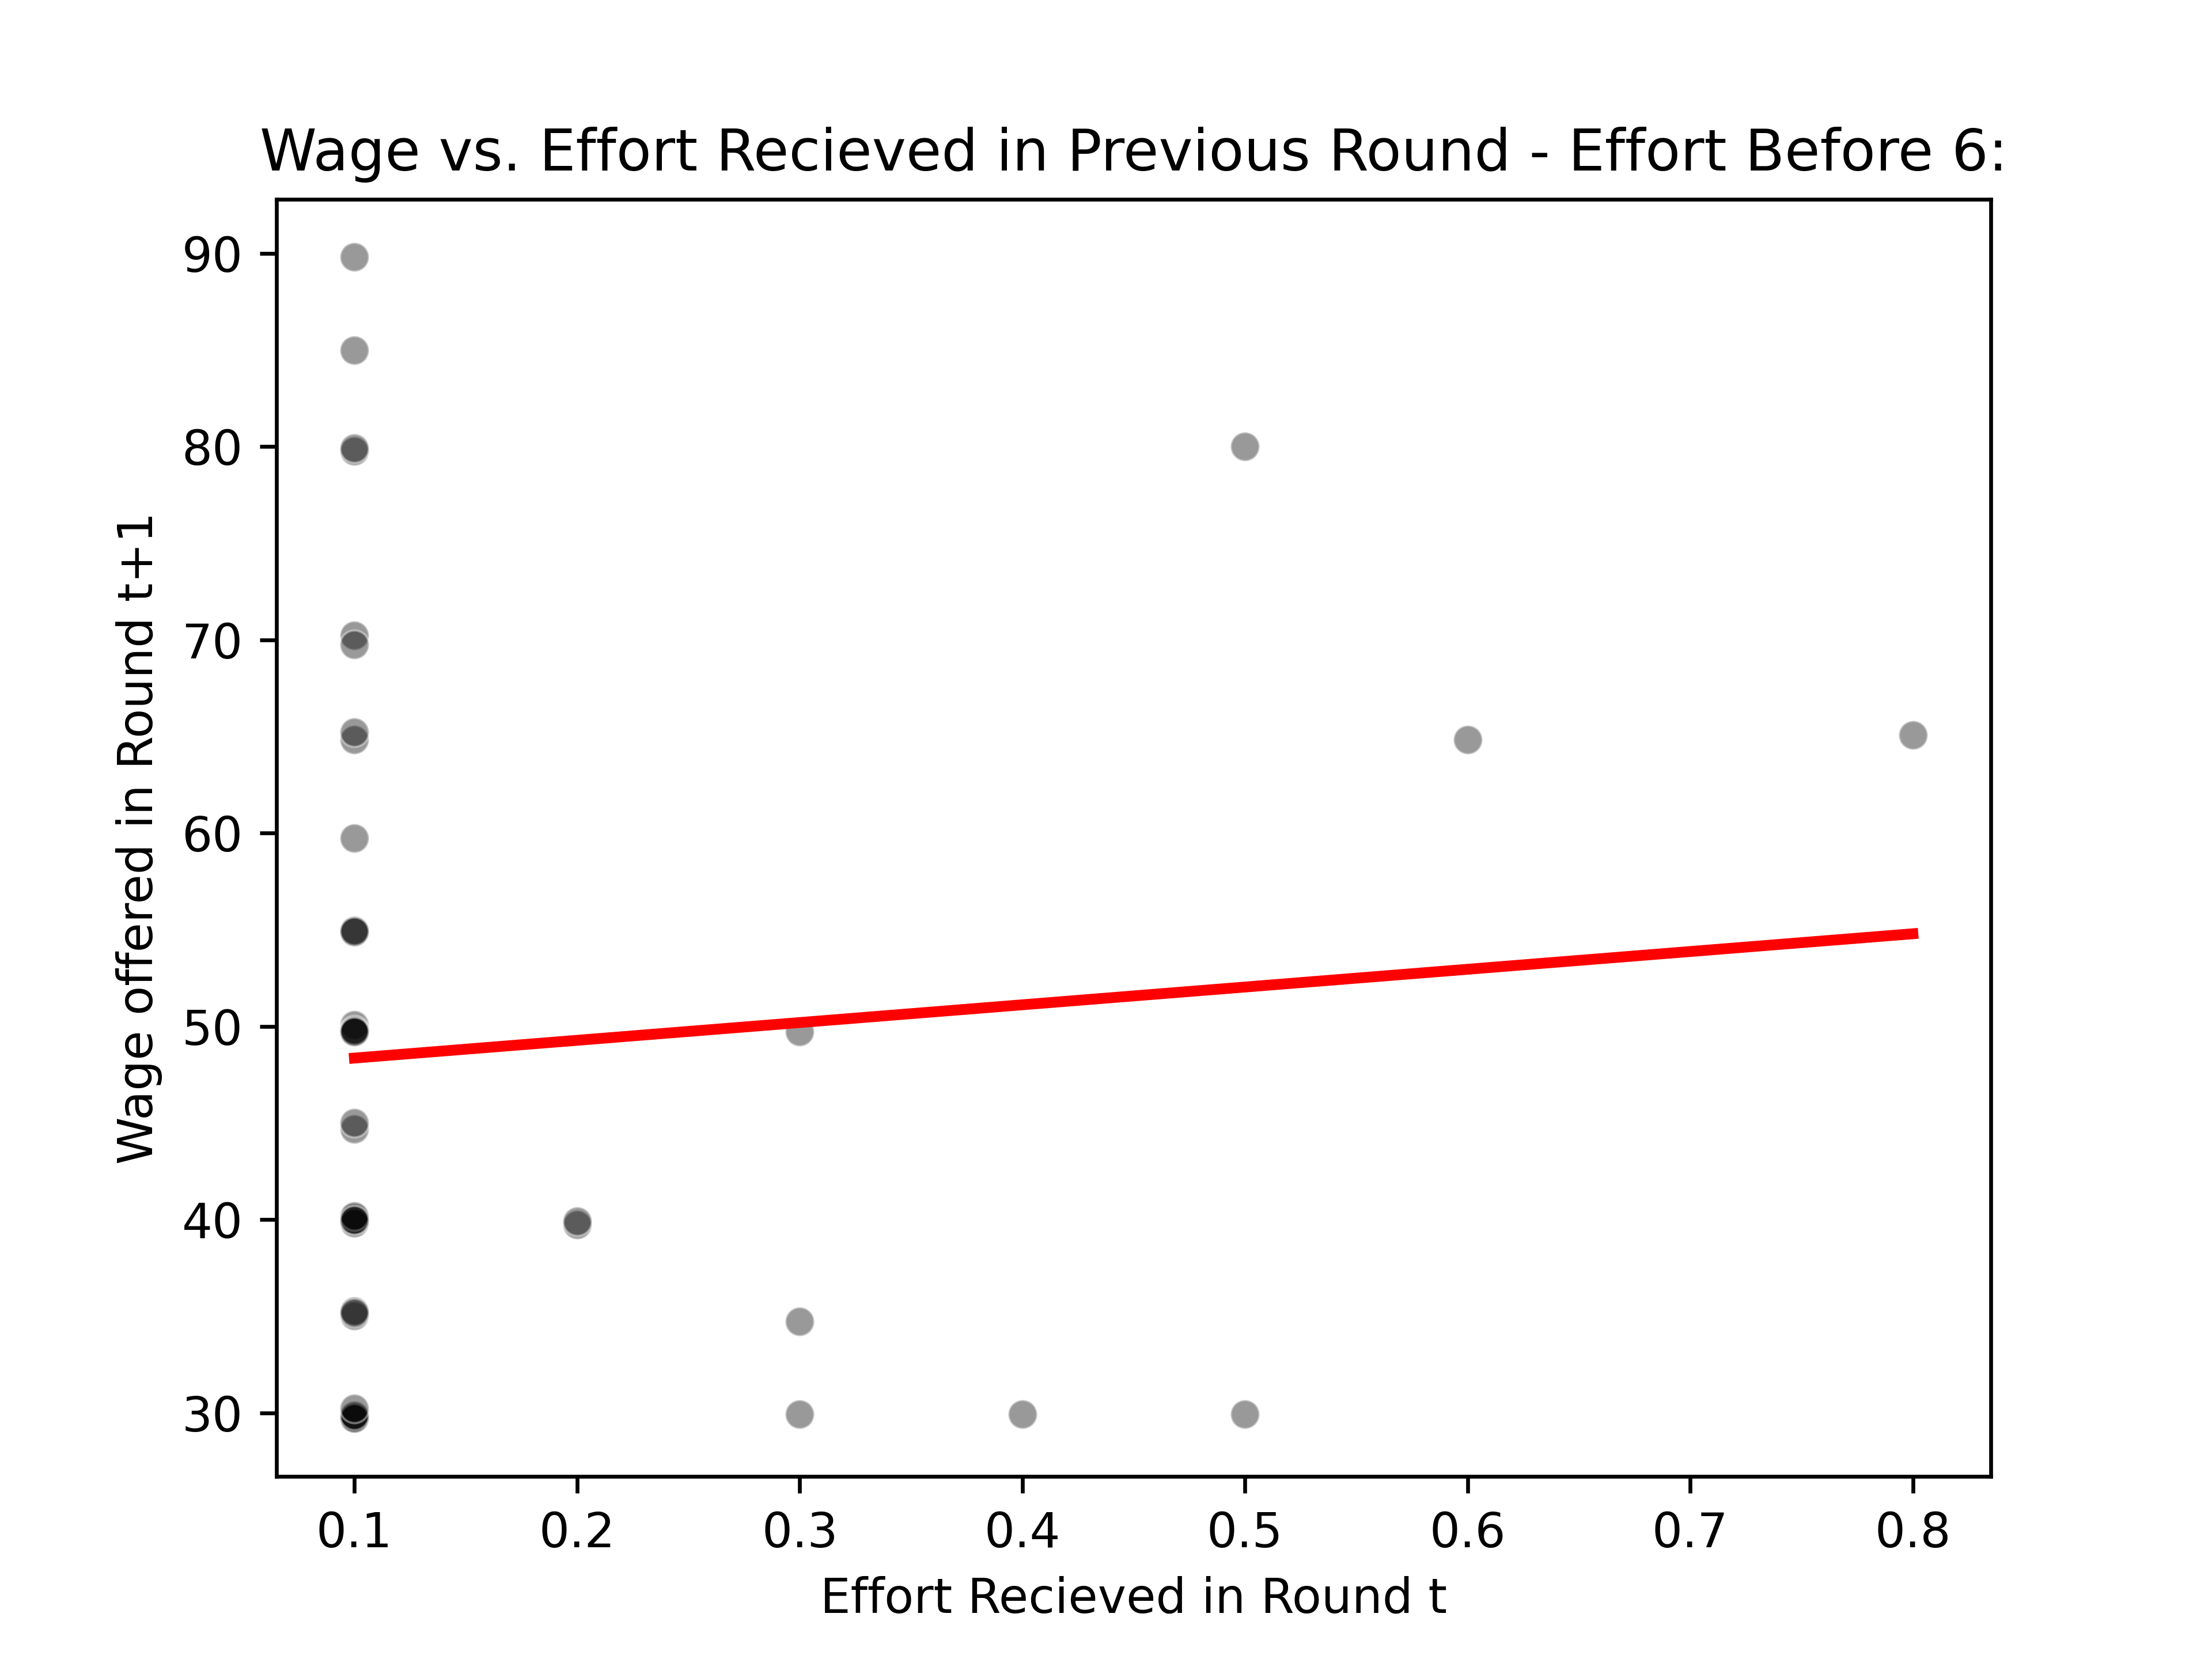 Wage vs. Effort Recieved in Previous Round - Effort Before 6:
90
80
70
60
50
40
30
Wage offered in Round t+1
0.1 0.2 0.3 0.4 0.5 0.6 0.7 0.8
Effort Recieved in Round t